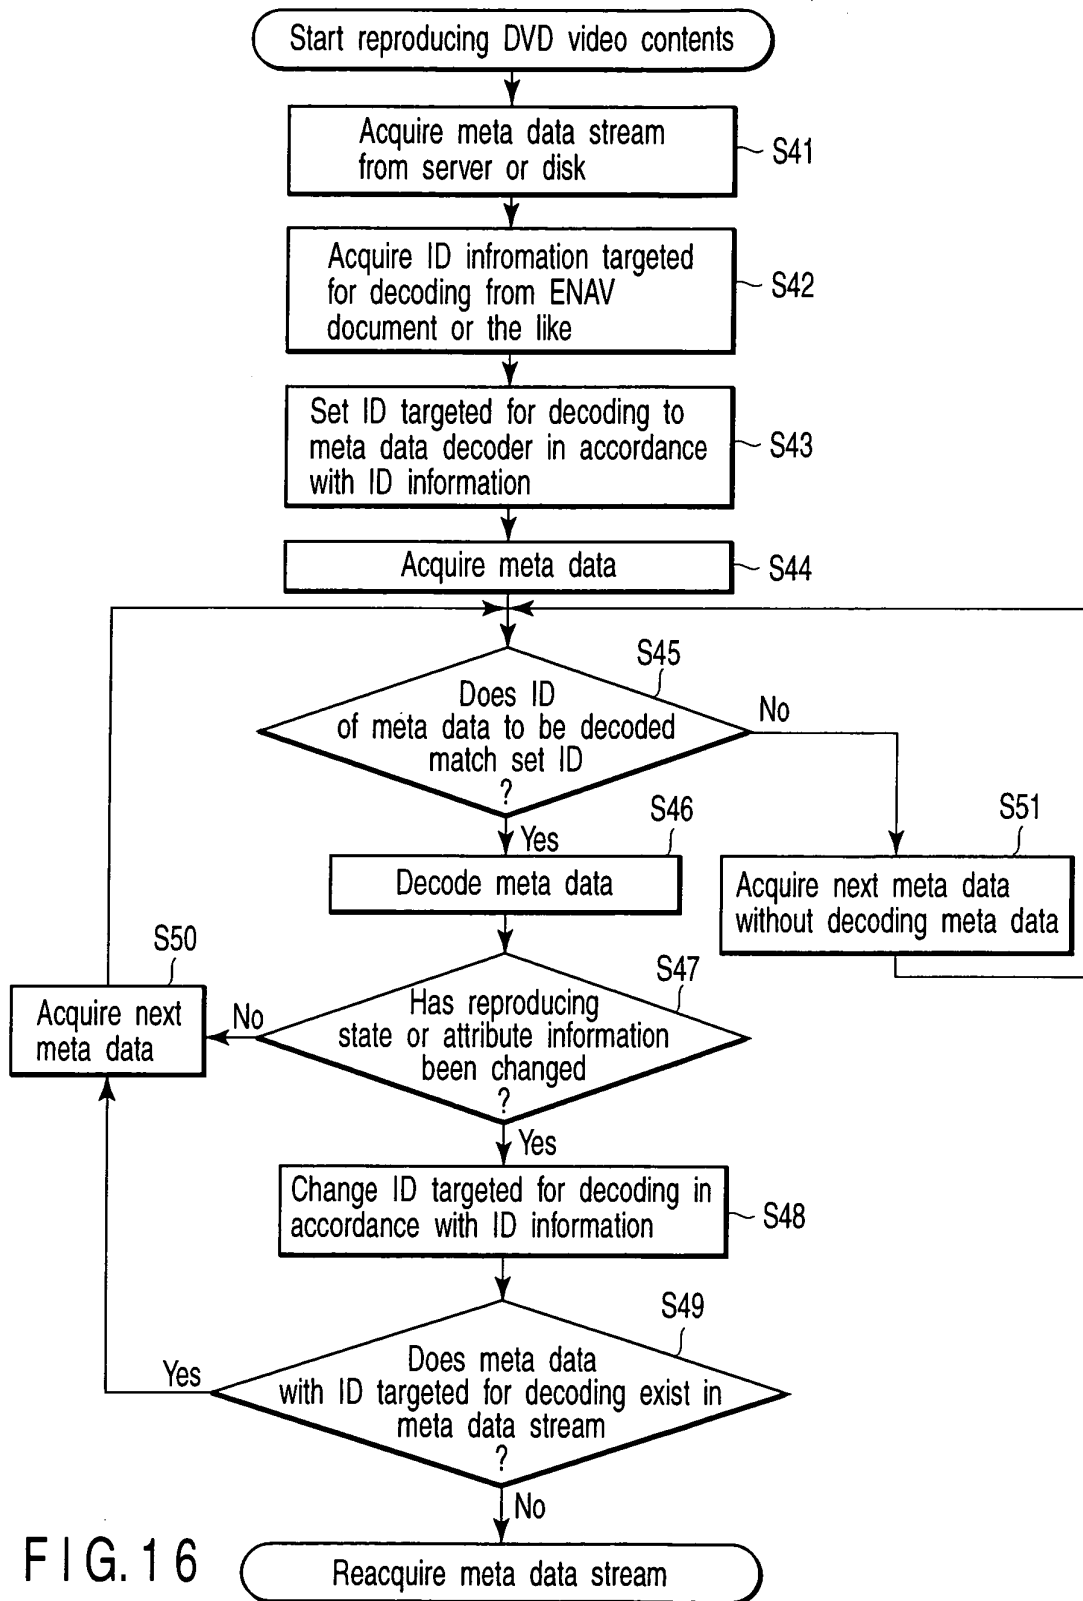 Start reproducing DVD video contents
Acquire meta data stream
from server or disk
S41
Acquire ID infromation targeted
for decoding from ENAV
document or the like
S42
Set ID targeted for decoding to
meta data decoder in accordance
with ID information
S43
Acquire meta data
S44
S45
Does ID
of meta data to be decoded
match set ID
?
No
Yes
S46
Decode meta data
S51
Acquire next meta data
without decoding meta data
S50
Acquire next
meta data
No
S47
Has reproducing
state or attribute information
been changed
?
Yes
Change ID targeted for decoding in
accordance with ID information
S48
S49
Does meta data
with ID targeted for decoding exist in
meta data stream
?
Yes
No
Reacquire meta data stream
FIG.16